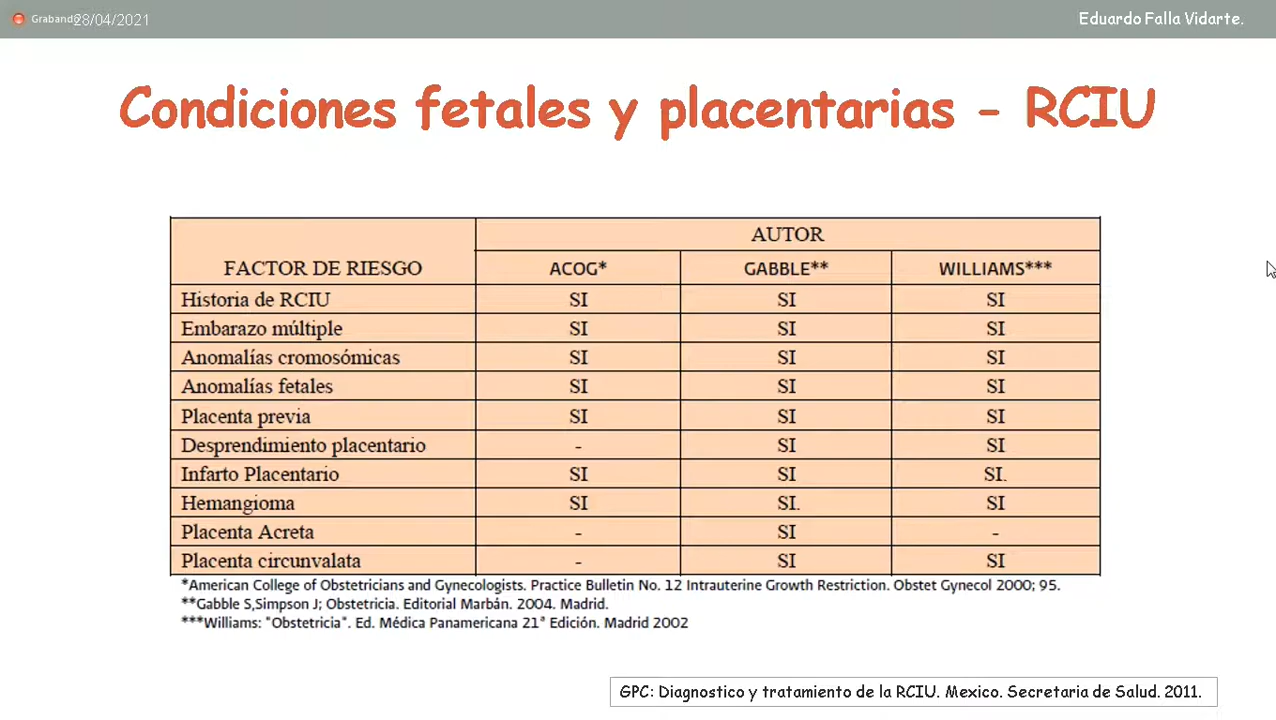 Grabando 28/04/2021
Eduardo Falla Vidarte.
Condiciones fetales y placentarias - RCIU
AUTOR
FACTOR DE RIESGO ACOG* GABBLE** WILLIAMS***
Historia de RCIU SI SI SI
Embarazo múltiple SI SI SI
Anomalías cromosómicas SI SI SI
Anomalías fetales SI SI SI
Placenta previa SI SI SI
Desprendimiento placentario - SI SI
Infarto Placentario SI SI SI.
Hemangioma SI SI. SI
Placenta Acreta - SI -
Placenta circunvalata - SI SI
*American College of Obstetricians and Gynecologists. Practice Bulletin No. 12 Intrauterine Growth Restriction. Obstet Gynecol 2000; 95.
**Gabble S,Simpson J; Obstetricia. Editorial Marbán. 2004. Madrid.
***Williams: "Obstetricia". Ed. Médica Panamericana 21ª Edición. Madrid 2002
GPC: Diagnostico y tratamiento de la RCIU. Mexico. Secretaria de Salud. 2011.